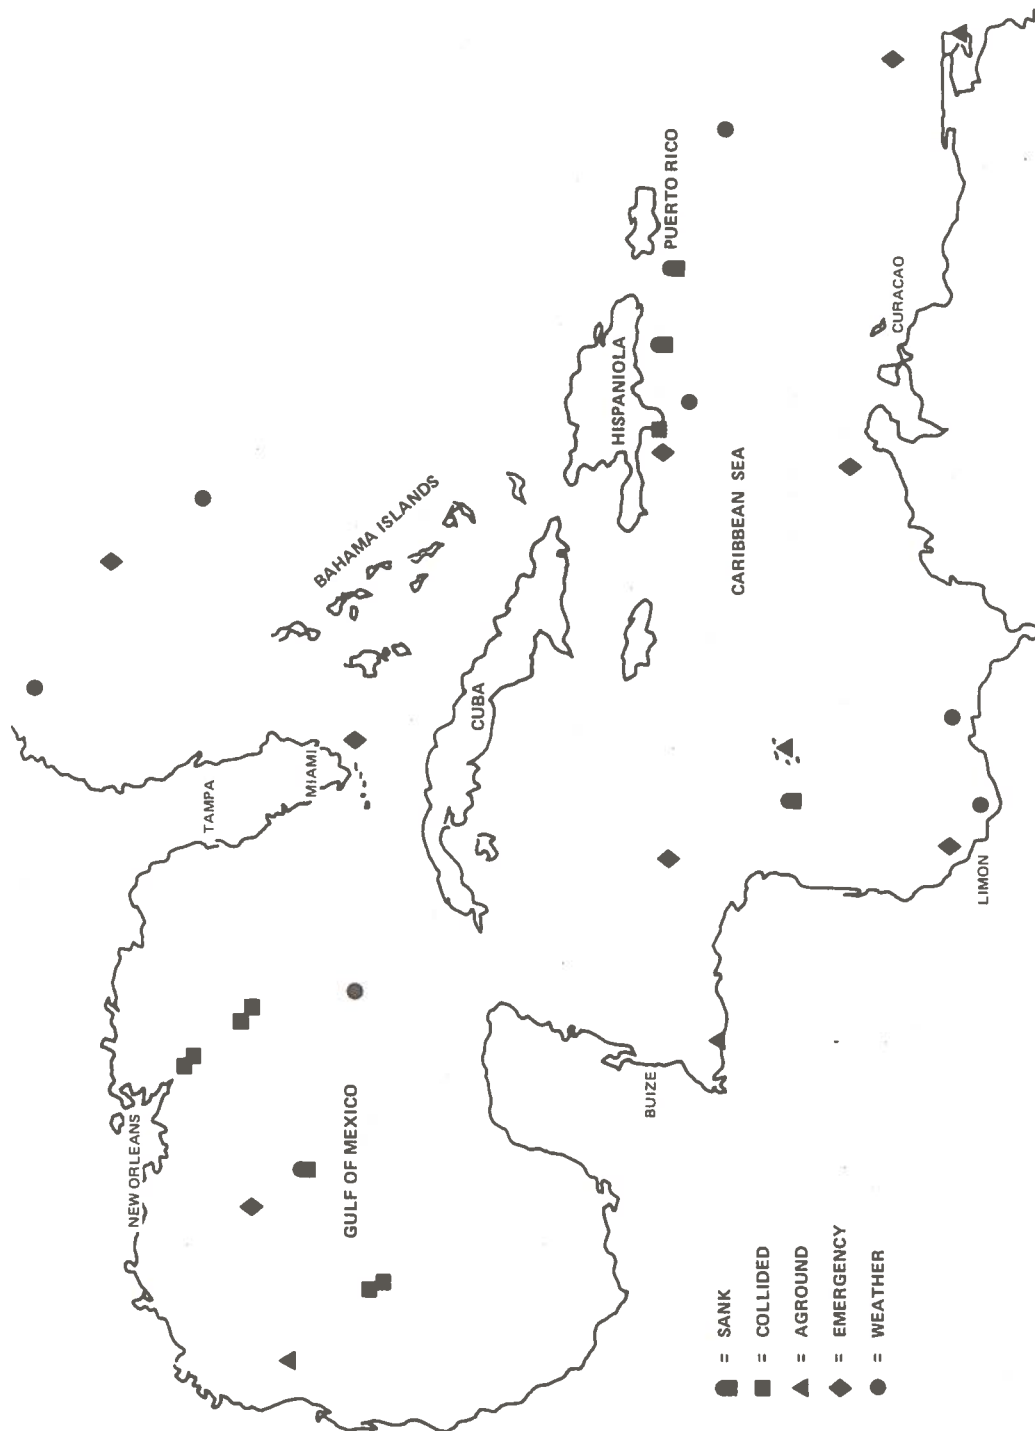 NEW ORLEANS
TAMPA
MIAMI
BAHAMA ISLANDS
GULF OF MEXICO
CUBA
HISPANIOLA
PUERTO RICO
BUIZE
CARIBBEAN SEA
CURACAO
LIMON
= SANK
= COLLIDED
= AGROUND
= EMERGENCY
= WEATHER